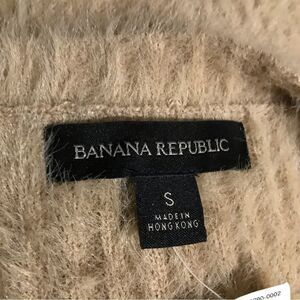 BANANA REPUBLIC
S
MADE IN
HONG KONG